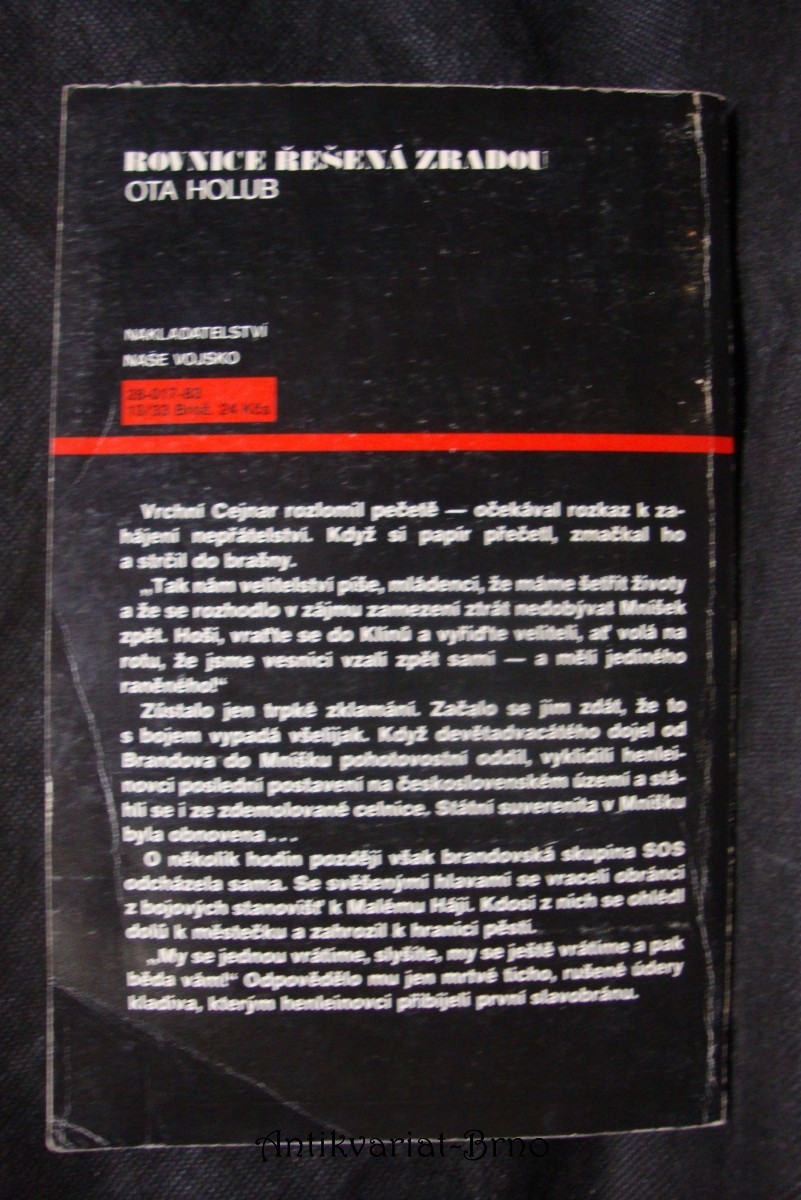 ROVNICE ŘEŠENÁ ZRADOU
OTA HOLUB
NAKLADATELSTVÍ
NAŠE VOJSKO
28-017-83
13/33 Brož. 24 Kčs
Vrchní Cejnar rozlomil pečetě — očekával rozkaz k za-
hájení nepřátelství. Když si papír přečetl, zmačkal ho
a strčil do brašny.
„Tak nám velitelství píše, mládenci, že máme šetřit životy
a že se rozhodlo v zájmu zamezení ztrát nedobývat Mníšek
zpět. Hoši, vraťte se do Klínů a vyřiďte veliteli, ať volá na
rotu, že jsme vesnici vzali zpět sami — a měli jediného
raněného!“
Zůstalo jen trpké zklamání. Začalo se jim zdát, že to
s bojem vypadá všelijak. Když devětadvacátého dojel od
Brandova do Mníšku pohotovostní oddíl, vyklidili henlei-
novci poslední postavení na československém území a stá-
hli se i ze zdemolované celnice. Státní suverenita v Mníšku
byla obnovena...
O několik hodin později však brandovská skupina SOS
odcházela sama. Se svěšenými hlavami se vraceli obránci
z bojových stanovišť k Malému Háji. Kdosi z nich se ohlédl
dolů k městečku a zahrozil k hranici pěstí.
„My se jednou vrátíme, slyšíte, my se ještě vrátíme a pak
běda vám!“ Odpovědělo mu jen mrtvé ticho, rušené údery
kladiva, kterým henleinovci přibíjeli první slavobránu.
Antikvariat-Brno